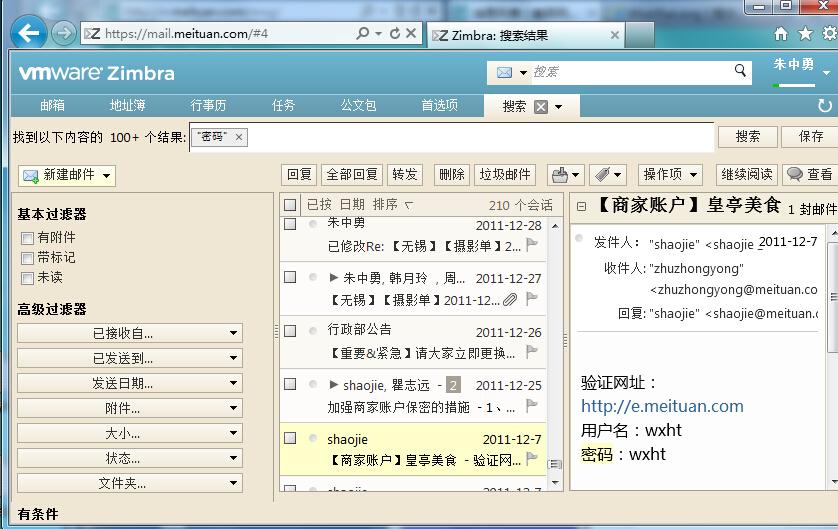 https://mail.meituan.com/#4
Zimbra: 搜索结果
vmware Zimbra
搜索
朱中勇
邮箱 地址簿 行事历 任务 公文包 首选项 搜索
找到以下内容的 100+ 个结果: "密码" 搜索 保存
新建邮件 回复 全部回复 转发 删除 垃圾邮件 操作项 继续阅读 查看
基本过滤器
有附件
带标记
未读
高级过滤器
已接收自...
已发送到...
发送日期...
附件...
大小...
状态...
文件夹...
有条件
已按 日期 排序 210 个会话
朱中勇 2011-12-28
已修改Re: 【无锡】【摄影单】2...
朱中勇, 韩月玲 , 周... 2011-12-27
【无锡】【摄影单】2011-12...
行政部公告 2011-12-26
【重要&紧急】请大家立即更换...
shaojie, 瞿志远 - 2 2011-12-25
加强商家账户保密的措施 - 1、...
shaojie 2011-12-7
【商家账户】皇亭美食 - 验证网...
【商家账户】皇亭美食 1 封邮件
发件人: "shaojie" <shaojie 2011-12-7
收件人: "zhuzhongyong"
<zhuzhongyong@meituan.co
回复: "shaojie" <shaojie@meituan.c
验证网址：
http://e.meituan.com
用户名：wxht
密码：wxht